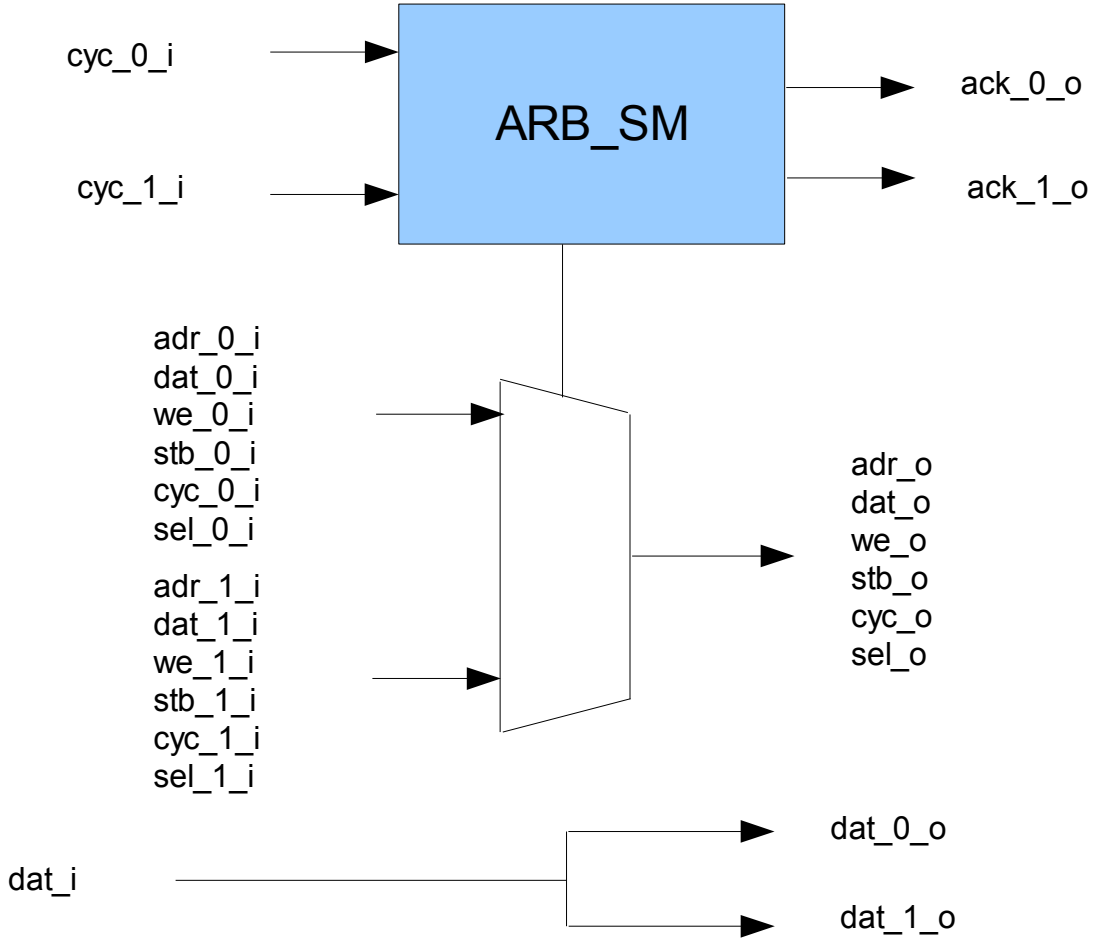 cyc_0_i
ARB_SM
ack_0_o
cyc_1_i
ack_1_o
adr_0_i
dat_0_i
we_0_i
stb_0_i
cyc_0_i
sel_0_i
adr_1_i
dat_1_i
we_1_i
stb_1_i
cyc_1_i
sel_1_i
adr_o
dat_o
we_o
stb_o
cyc_o
sel_o
dat_i
dat_0_o
dat_1_o